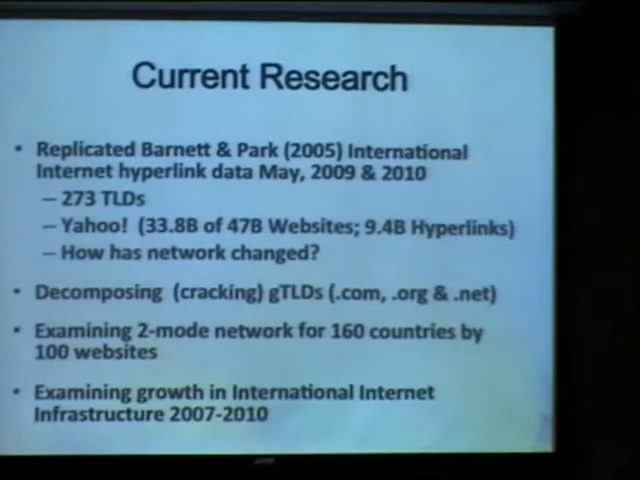 Current Research
• Replicated Barnett & Park (2005) International
Internet hyperlink data May, 2009 & 2010
– 273 TLDs
– Yahoo! (33.8B of 47B Websites; 9.4B Hyperlinks)
– How has network changed?
• Decomposing (cracking) gTLDs (.com, .org & .net)
• Examining 2-mode network for 160 countries by
100 websites
• Examining growth in International Internet
Infrastructure 2007-2010